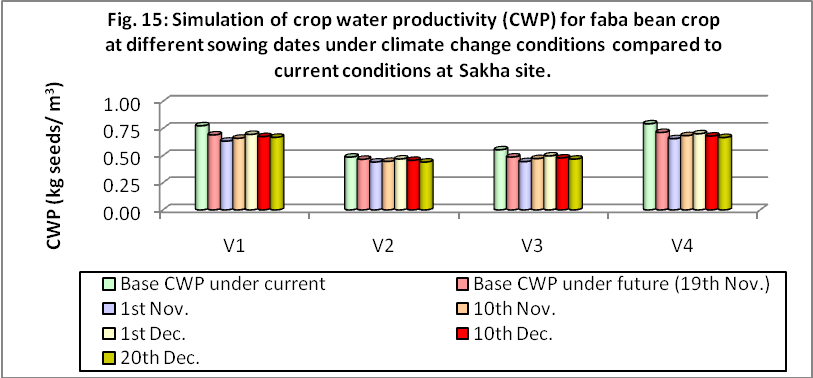 Fig. 15: Simulation of crop water productivity (CWP) for faba bean crop
at different sowing dates under climate change conditions compared to
current conditions at Sakha site.
CWP (kg seeds/ m³)
1.00
0.75
0.50
0.25
0.00
V1 V2 V3 V4
Base CWP under current Base CWP under future (19th Nov.)
1st Nov. 10th Nov.
1st Dec. 10th Dec.
20th Dec.